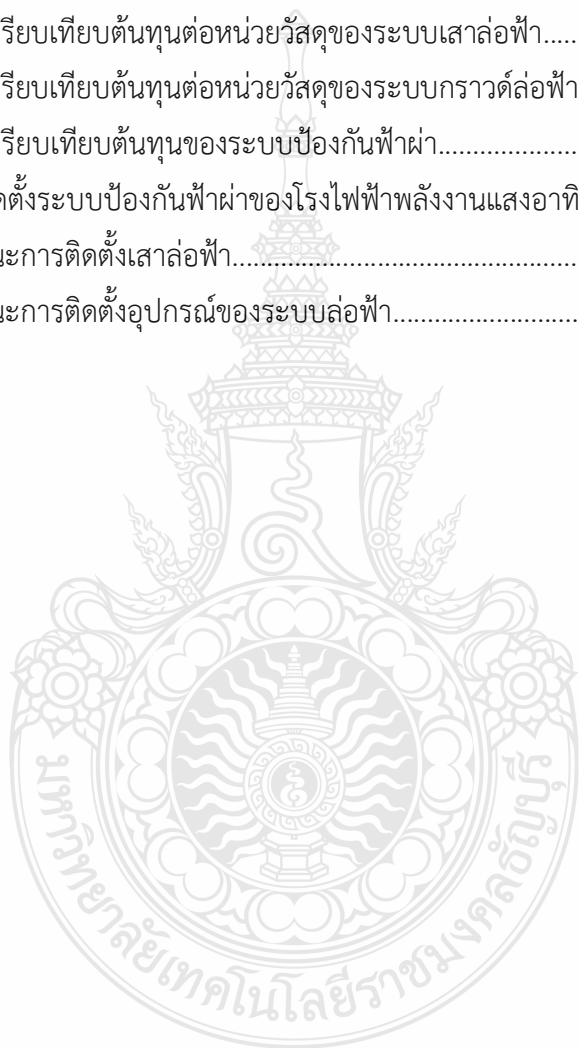 รียบเทียบต้นทุนต่อหน่วยวัสดุของระบบเสาล่อฟ้า.....
รียบเทียบต้นทุนต่อหน่วยวัสดุของระบบกราวด์ล่อฟ้า
รียบเทียบต้นทุนของระบบป้องกันฟ้าผ่า...................
ดตั้งระบบป้องกันฟ้าผ่าของโรงไฟฟ้าพลังงานแสงอาทิ
ณะการติดตั้งเสาล่อฟ้า...............................................
ณะการติดตั้งอุปกรณ์ของระบบล่อฟ้า.........................
มหาวิทยาลัยเทคโนโลยีราชมงคลธัญบุรี